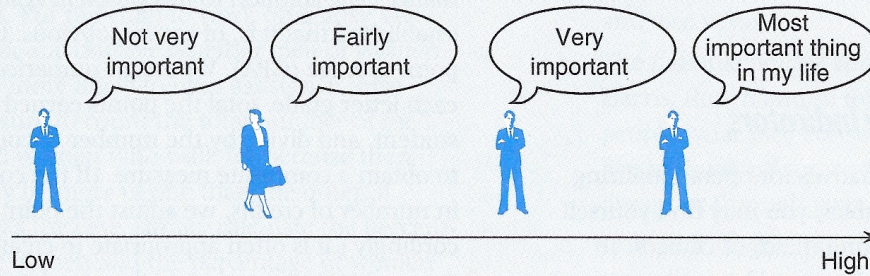 Not very
important
Fairly
important
Very
important
Most
important thing
in my life
Low
High